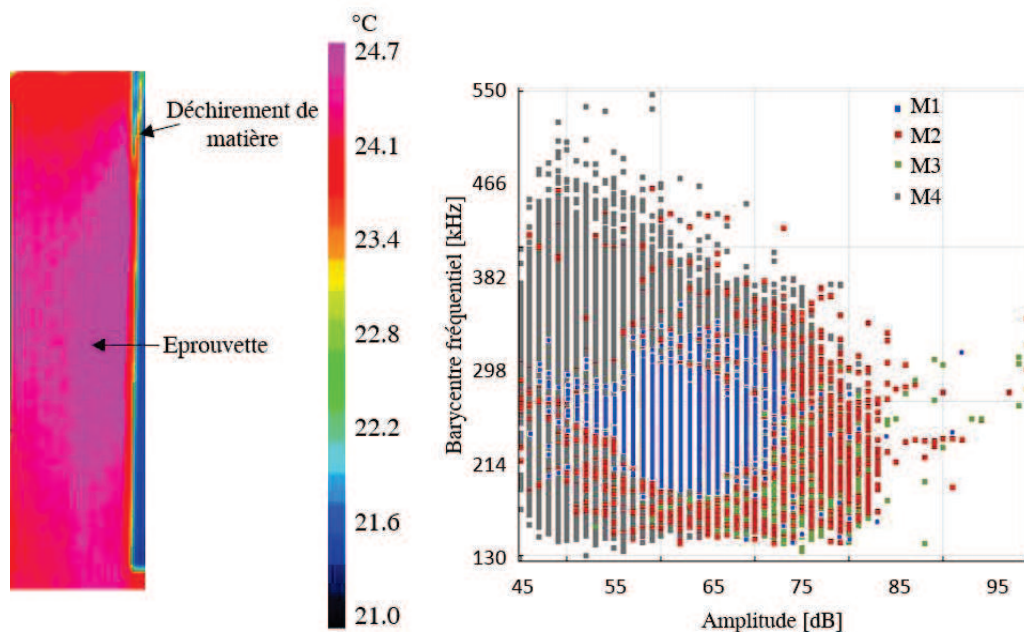 °C
24.7
24.1
23.4
22.8
22.2
21.6
21.0
Déchirement de
matière
Eprouvette
Barycentre fréquentiel [kHz]
550
466
382
298
214
130
45
55
65
75
85
95
Amplitude [dB]
M1
M2
M3
M4